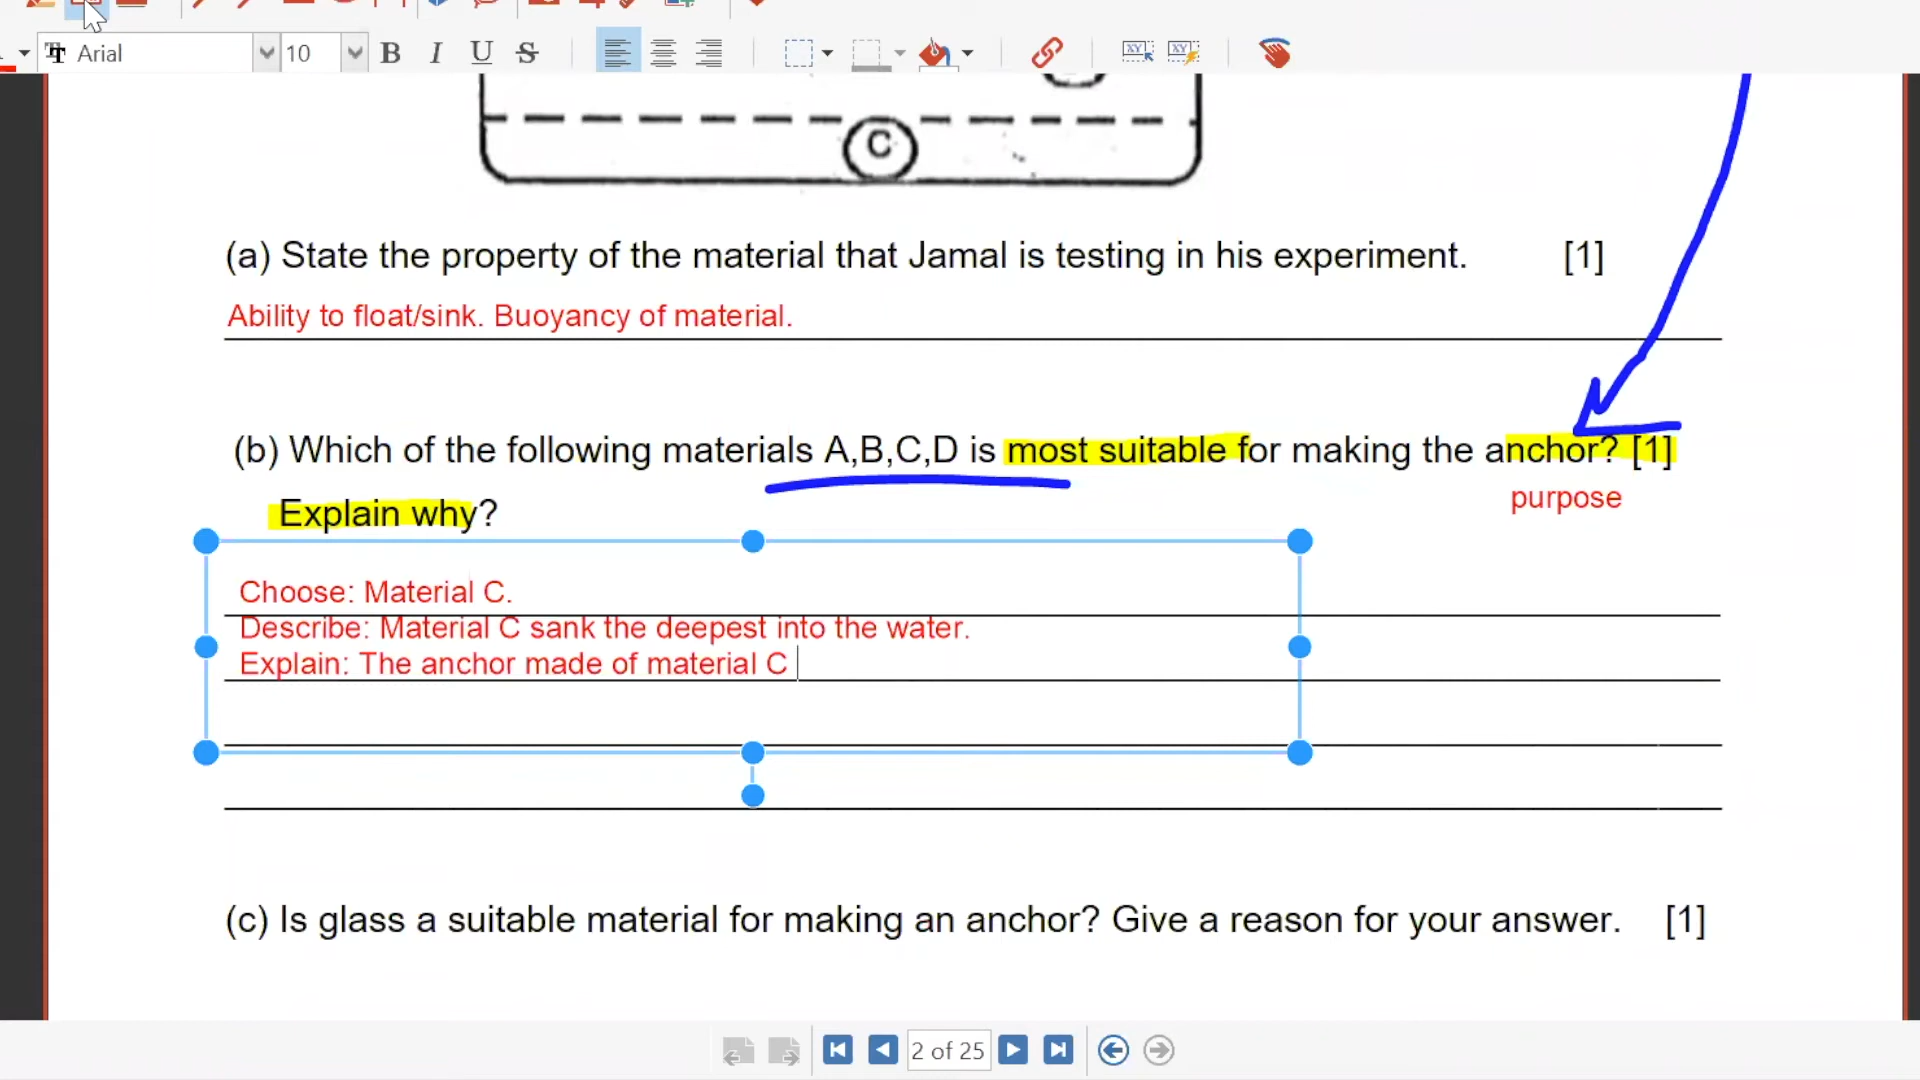 Arial 10 B I U S
C
(a) State the property of the material that Jamal is testing in his experiment. [1]
Ability to float/sink. Buoyancy of material.
(b) Which of the following materials A,B,C,D is most suitable for making the anchor? [1]
purpose
Explain why?
Choose: Material C.
Describe: Material C sank the deepest into the water.
Explain: The anchor made of material C
(c) Is glass a suitable material for making an anchor? Give a reason for your answer. [1]
2 of 25